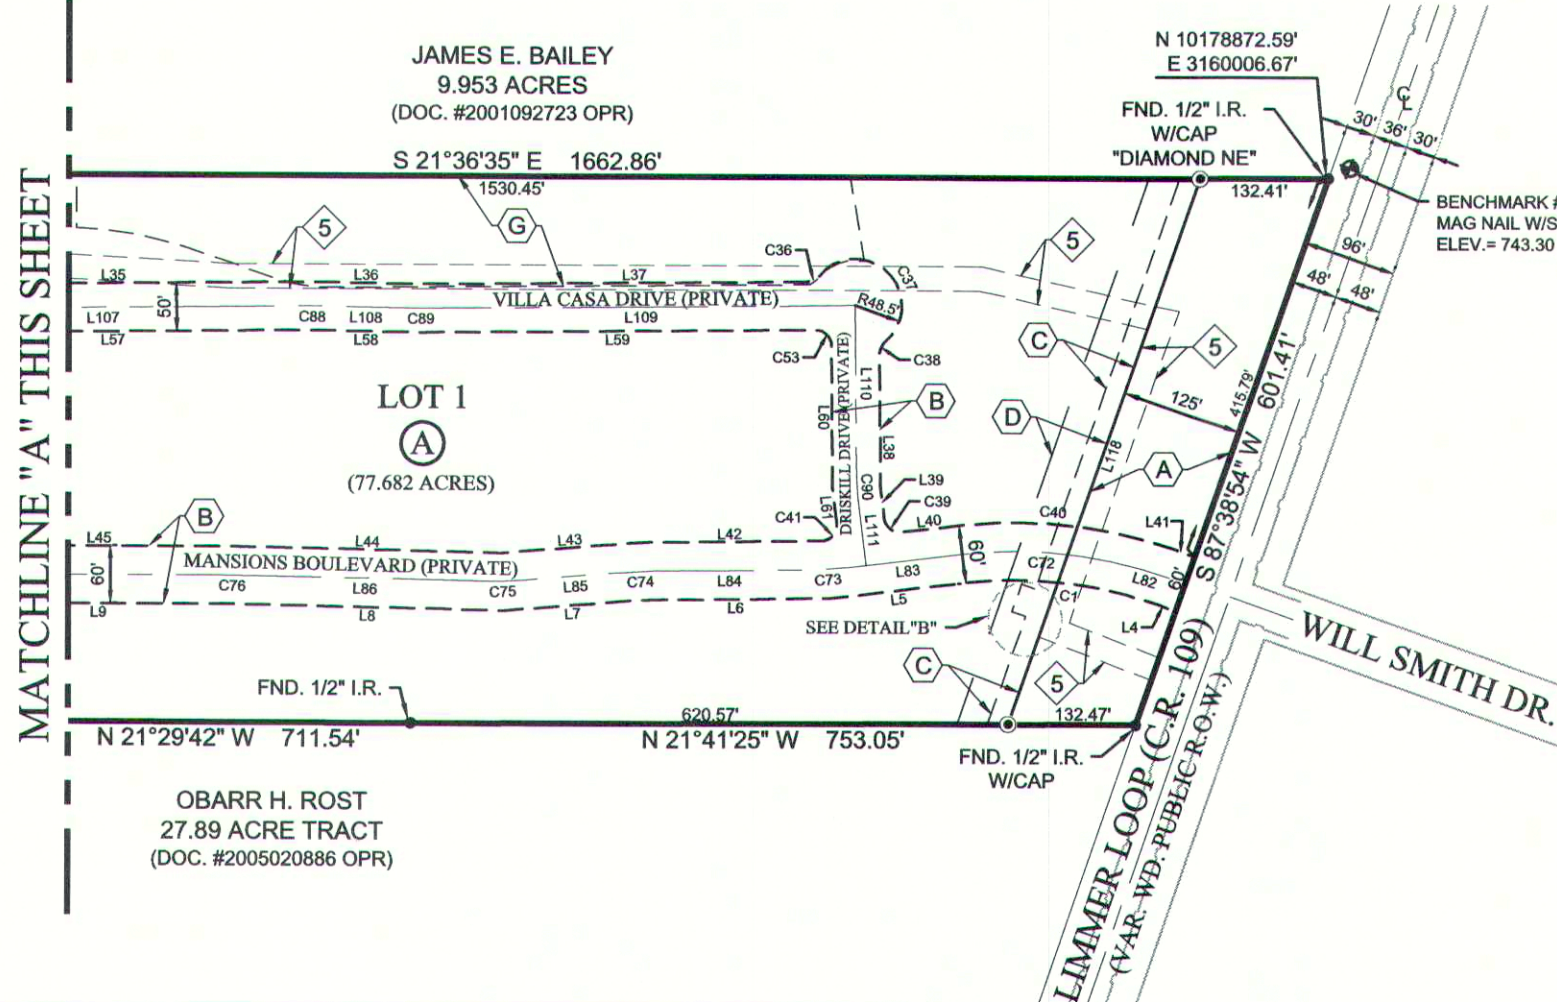 MATCHLINE "A" THIS SHEET
JAMES E. BAILEY
9.953 ACRES
(DOC. #2001092723 OPR)
S 21°36'35" E 1662.86'
1530.45'
G
5
N 10178872.59'
E 3160006.67'
FND. 1/2" I.R.
W/CAP
"DIAMOND NE"
132.41'
℄
30'
36'
30'
BENCHMARK #
MAG NAIL W/S
ELEV.= 743.30
96'
48'
48'
L35
L36
L37
C36
C37
5
VILLA CASA DRIVE (PRIVATE)
R48.5'
50'
L107
C88
L108
C89
L109
L57
L58
L59
C53
C38
C
5
LOT 1
A
(77.682 ACRES)
DRISKILL DRIVE (PRIVATE)
L110
L60
B
L38
D
125'
L118
A
415.79'
S 87°38'54" W 601.41'
L39
C39
C90
L61
L111
C41
L40
C40
L41
B
L45
L44
L43
L42
MANSIONS BOULEVARD (PRIVATE)
60'
60'
60'
C76
L86
C75
L85
C74
L84
C73
L83
C72
L82
L9
L8
L7
L6
L5
C1
L4
SEE DETAIL"B"
C
5
WILL SMITH DR.
FND. 1/2" I.R.
620.57'
132.47'
N 21°29'42" W 711.54'
N 21°41'25" W 753.05'
FND. 1/2" I.R.
W/CAP
OBARR H. ROST
27.89 ACRE TRACT
(DOC. #2005020886 OPR)
LIMMER LOOP (C.R. 109)
(VAR. WD. PUBLIC R.O.W.)